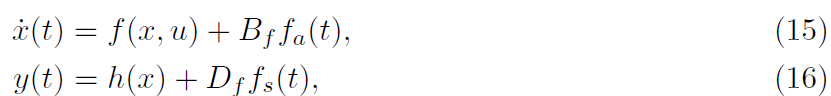 ẋ(t) = f(x, u) + B_f f_a(t), (15)
y(t) = h(x) + D_f f_s(t), (16)